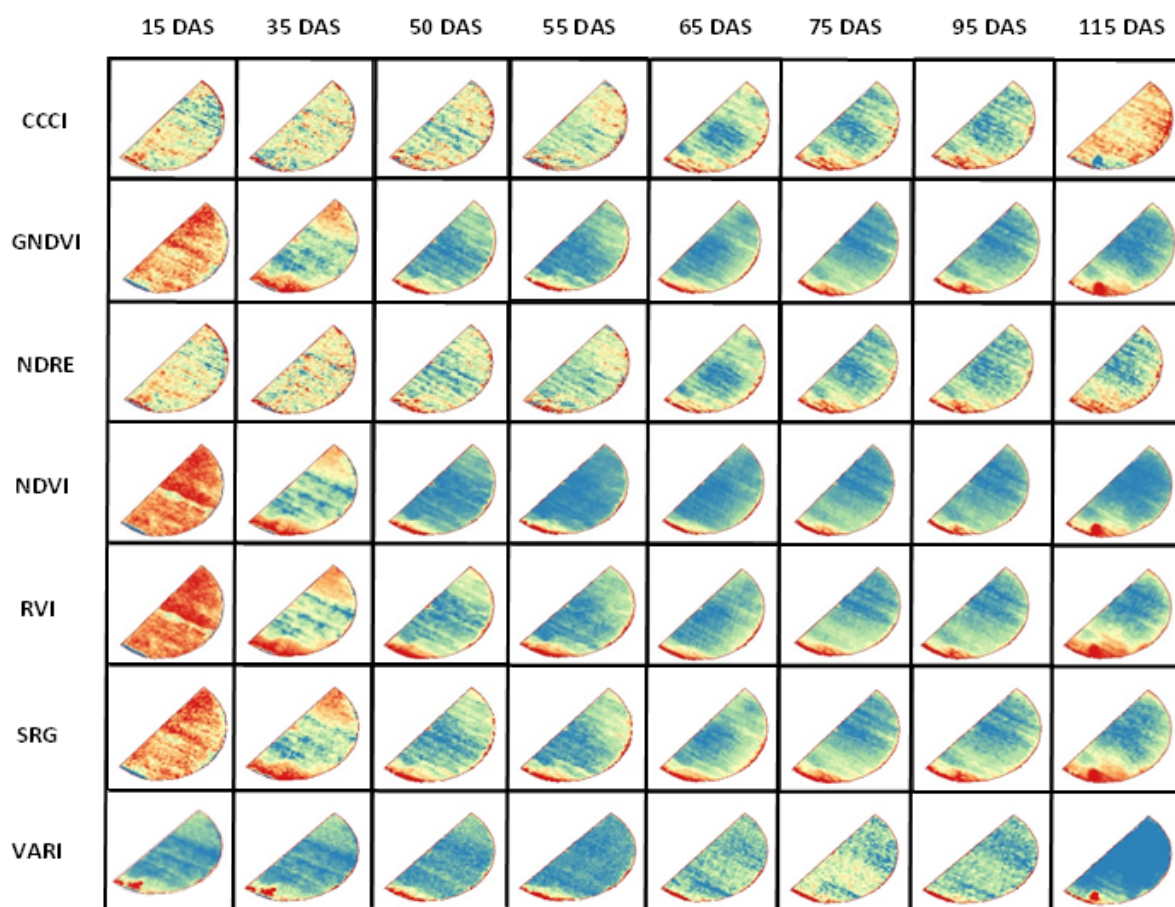 15 DAS 35 DAS 50 DAS 55 DAS 65 DAS 75 DAS 95 DAS 115 DAS
CCCI
GNDVI
NDRE
NDVI
RVI
SRG
VARI